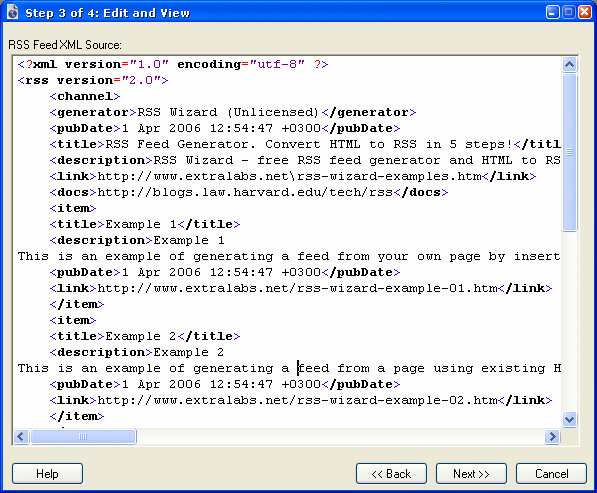 Step 3 of 4: Edit and View
RSS Feed XML Source:
<?xml version="1.0" encoding="utf-8" ?>
<rss version="2.0">
<channel>
<generator>RSS Wizard (Unlicensed)</generator>
<pubDate>1 Apr 2006 12:54:47 +0300</pubDate>
<title>RSS Feed Generator. Convert HTML to RSS in 5 steps!</titl
<description>RSS Wizard - free RSS feed generator and HTML to RS
<link>http://www.extralabs.net\rss-wizard-examples.htm</link>
<docs>http://blogs.law.harvard.edu/tech/rss</docs>
<item>
<title>Example 1</title>
<description>Example 1
This is an example of generating a feed from your own page by insert
<pubDate>1 Apr 2006 12:54:47 +0300</pubDate>
<link>http://www.extralabs.net/rss-wizard-example-01.htm</link>
</item>
<item>
<title>Example 2</title>
<description>Example 2
This is an example of generating a feed from a page using existing H
<pubDate>1 Apr 2006 12:54:47 +0300</pubDate>
<link>http://www.extralabs.net/rss-wizard-example-02.htm</link>
</item>
Help
<< Back
Next >>
Cancel